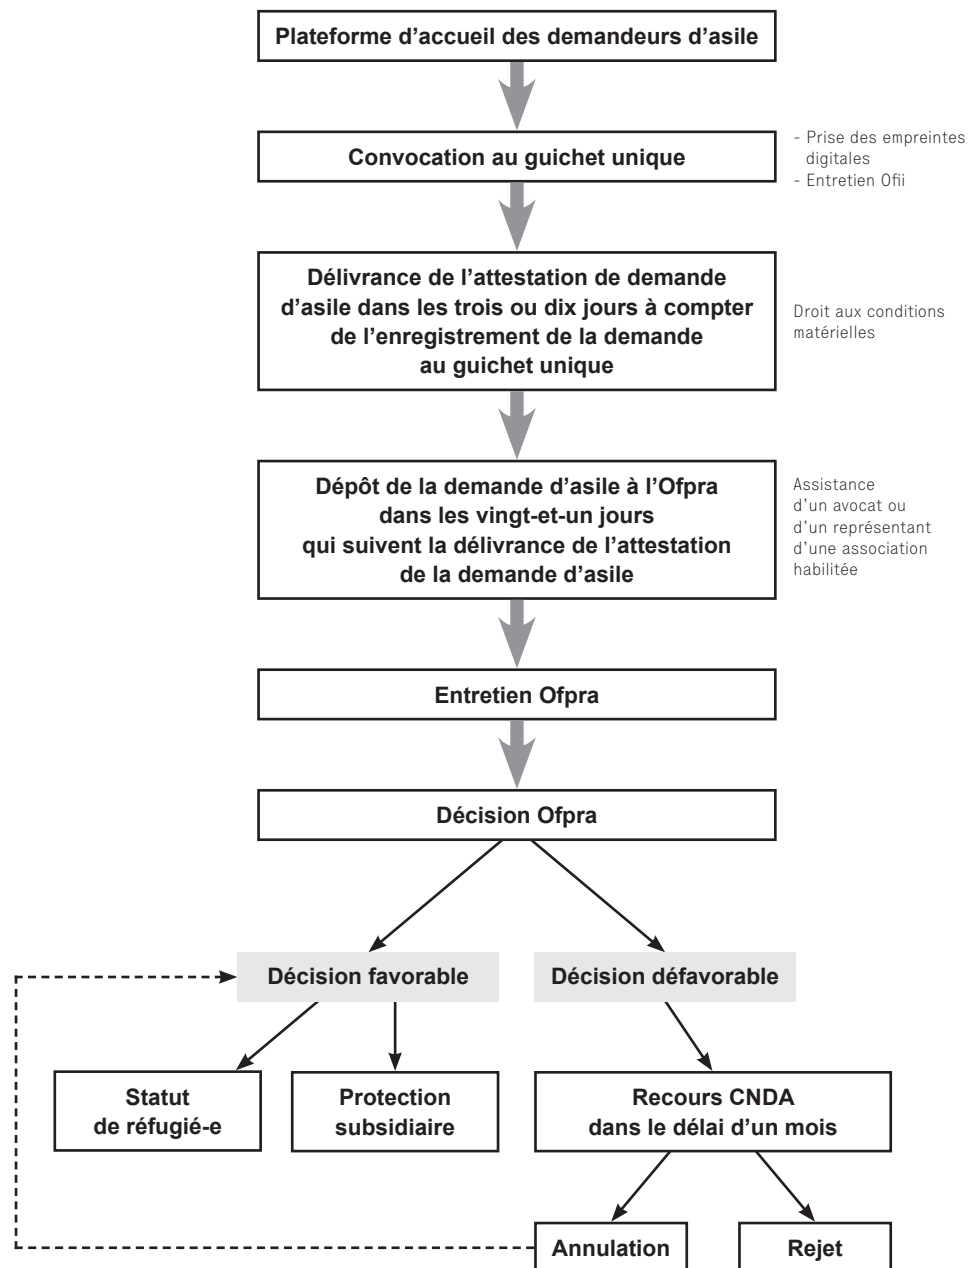 Plateforme d’accueil des demandeurs d’asile
Convocation au guichet unique
- Prise des empreintes
digitales
- Entretien Ofii
Délivrance de l’attestation de demande
d’asile dans les trois ou dix jours à compter
de l’enregistrement de la demande
au guichet unique
Droit aux conditions
matérielles
Dépôt de la demande d’asile à l’Ofpra
dans les vingt-et-un jours
qui suivent la délivrance de l’attestation
de la demande d’asile
Assistance
d’un avocat ou
d’un représentant
d’une association
habilitée
Entretien Ofpra
Décision Ofpra
Décision favorable
Décision défavorable
Statut
de réfugié-e
Protection
subsidiaire
Recours CNDA
dans le délai d’un mois
Annulation
Rejet